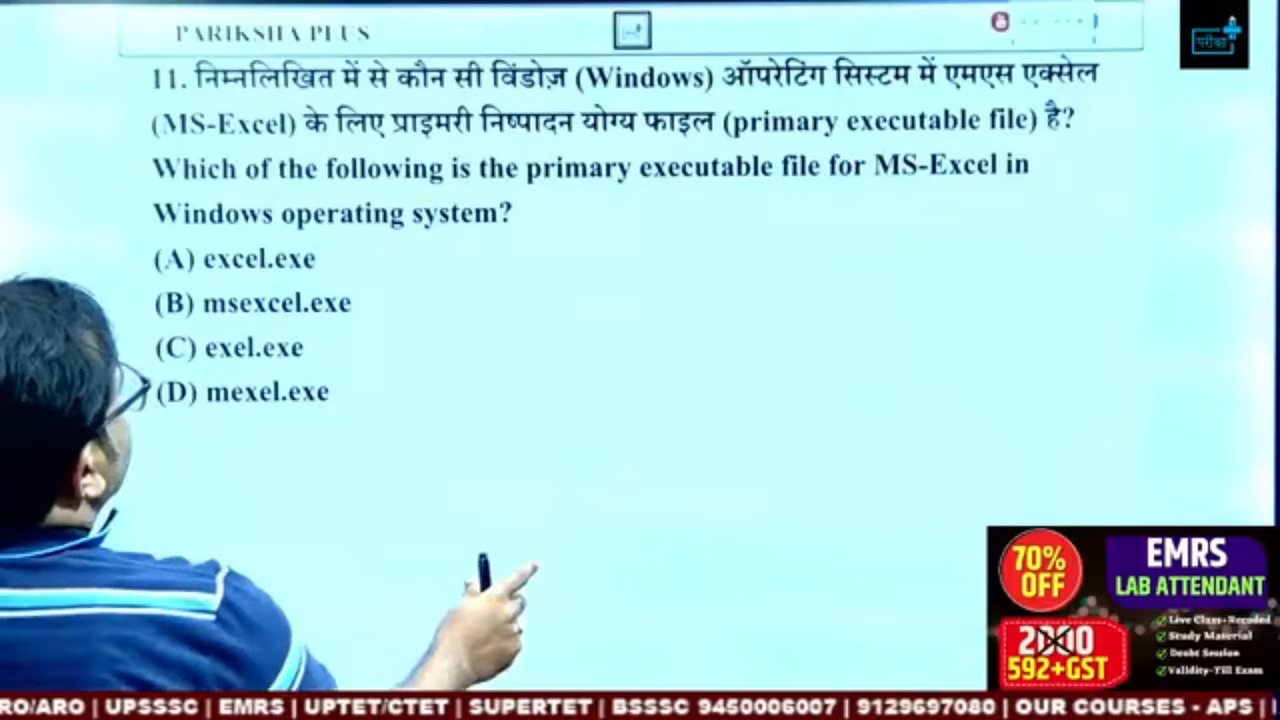 PARIKSHA PLUS
परीक्षा
11. निम्नलिखित में से कौन सी विंडोज़ (Windows) ऑपरेटिंग सिस्टम में एमएस एक्सेल
(MS-Excel) के लिए प्राइमरी निष्पादन योग्य फाइल (primary executable file) है?
Which of the following is the primary executable file for MS-Excel in
Windows operating system?
(A) excel.exe
(B) msexcel.exe
(C) exel.exe
(D) mexel.exe
70%
OFF
2000
592+GST
EMRS
LAB ATTENDANT
Live Class+Recoded
Study Material
Doubt Session
Validity-Till Exam
RO/ARO | UPSSSC | EMRS | UPTET/CTET | SUPERTET | BSSSC 9450006007 | 9129697080 | OUR COURSES - APS |